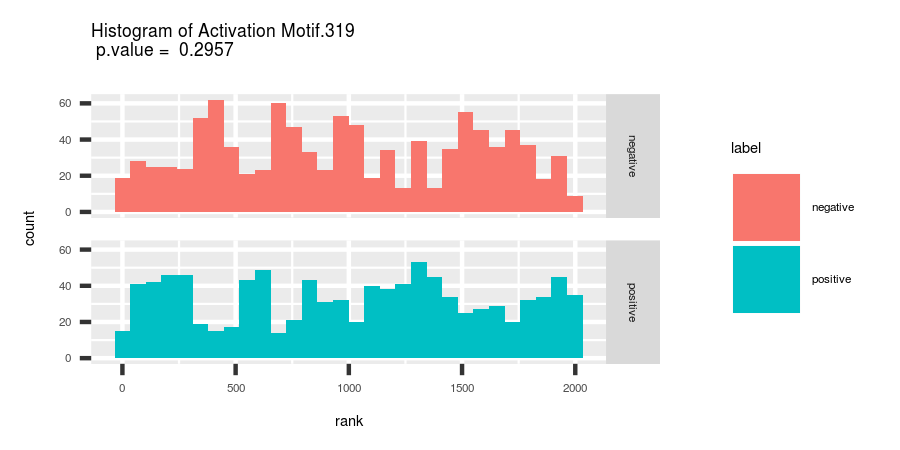 Histogram of Activation Motif.319
p.value = 0.2957
count
60
40
20
0
negative
60
40
20
0
positive
0 500 1000 1500 2000
rank
label
negative
positive